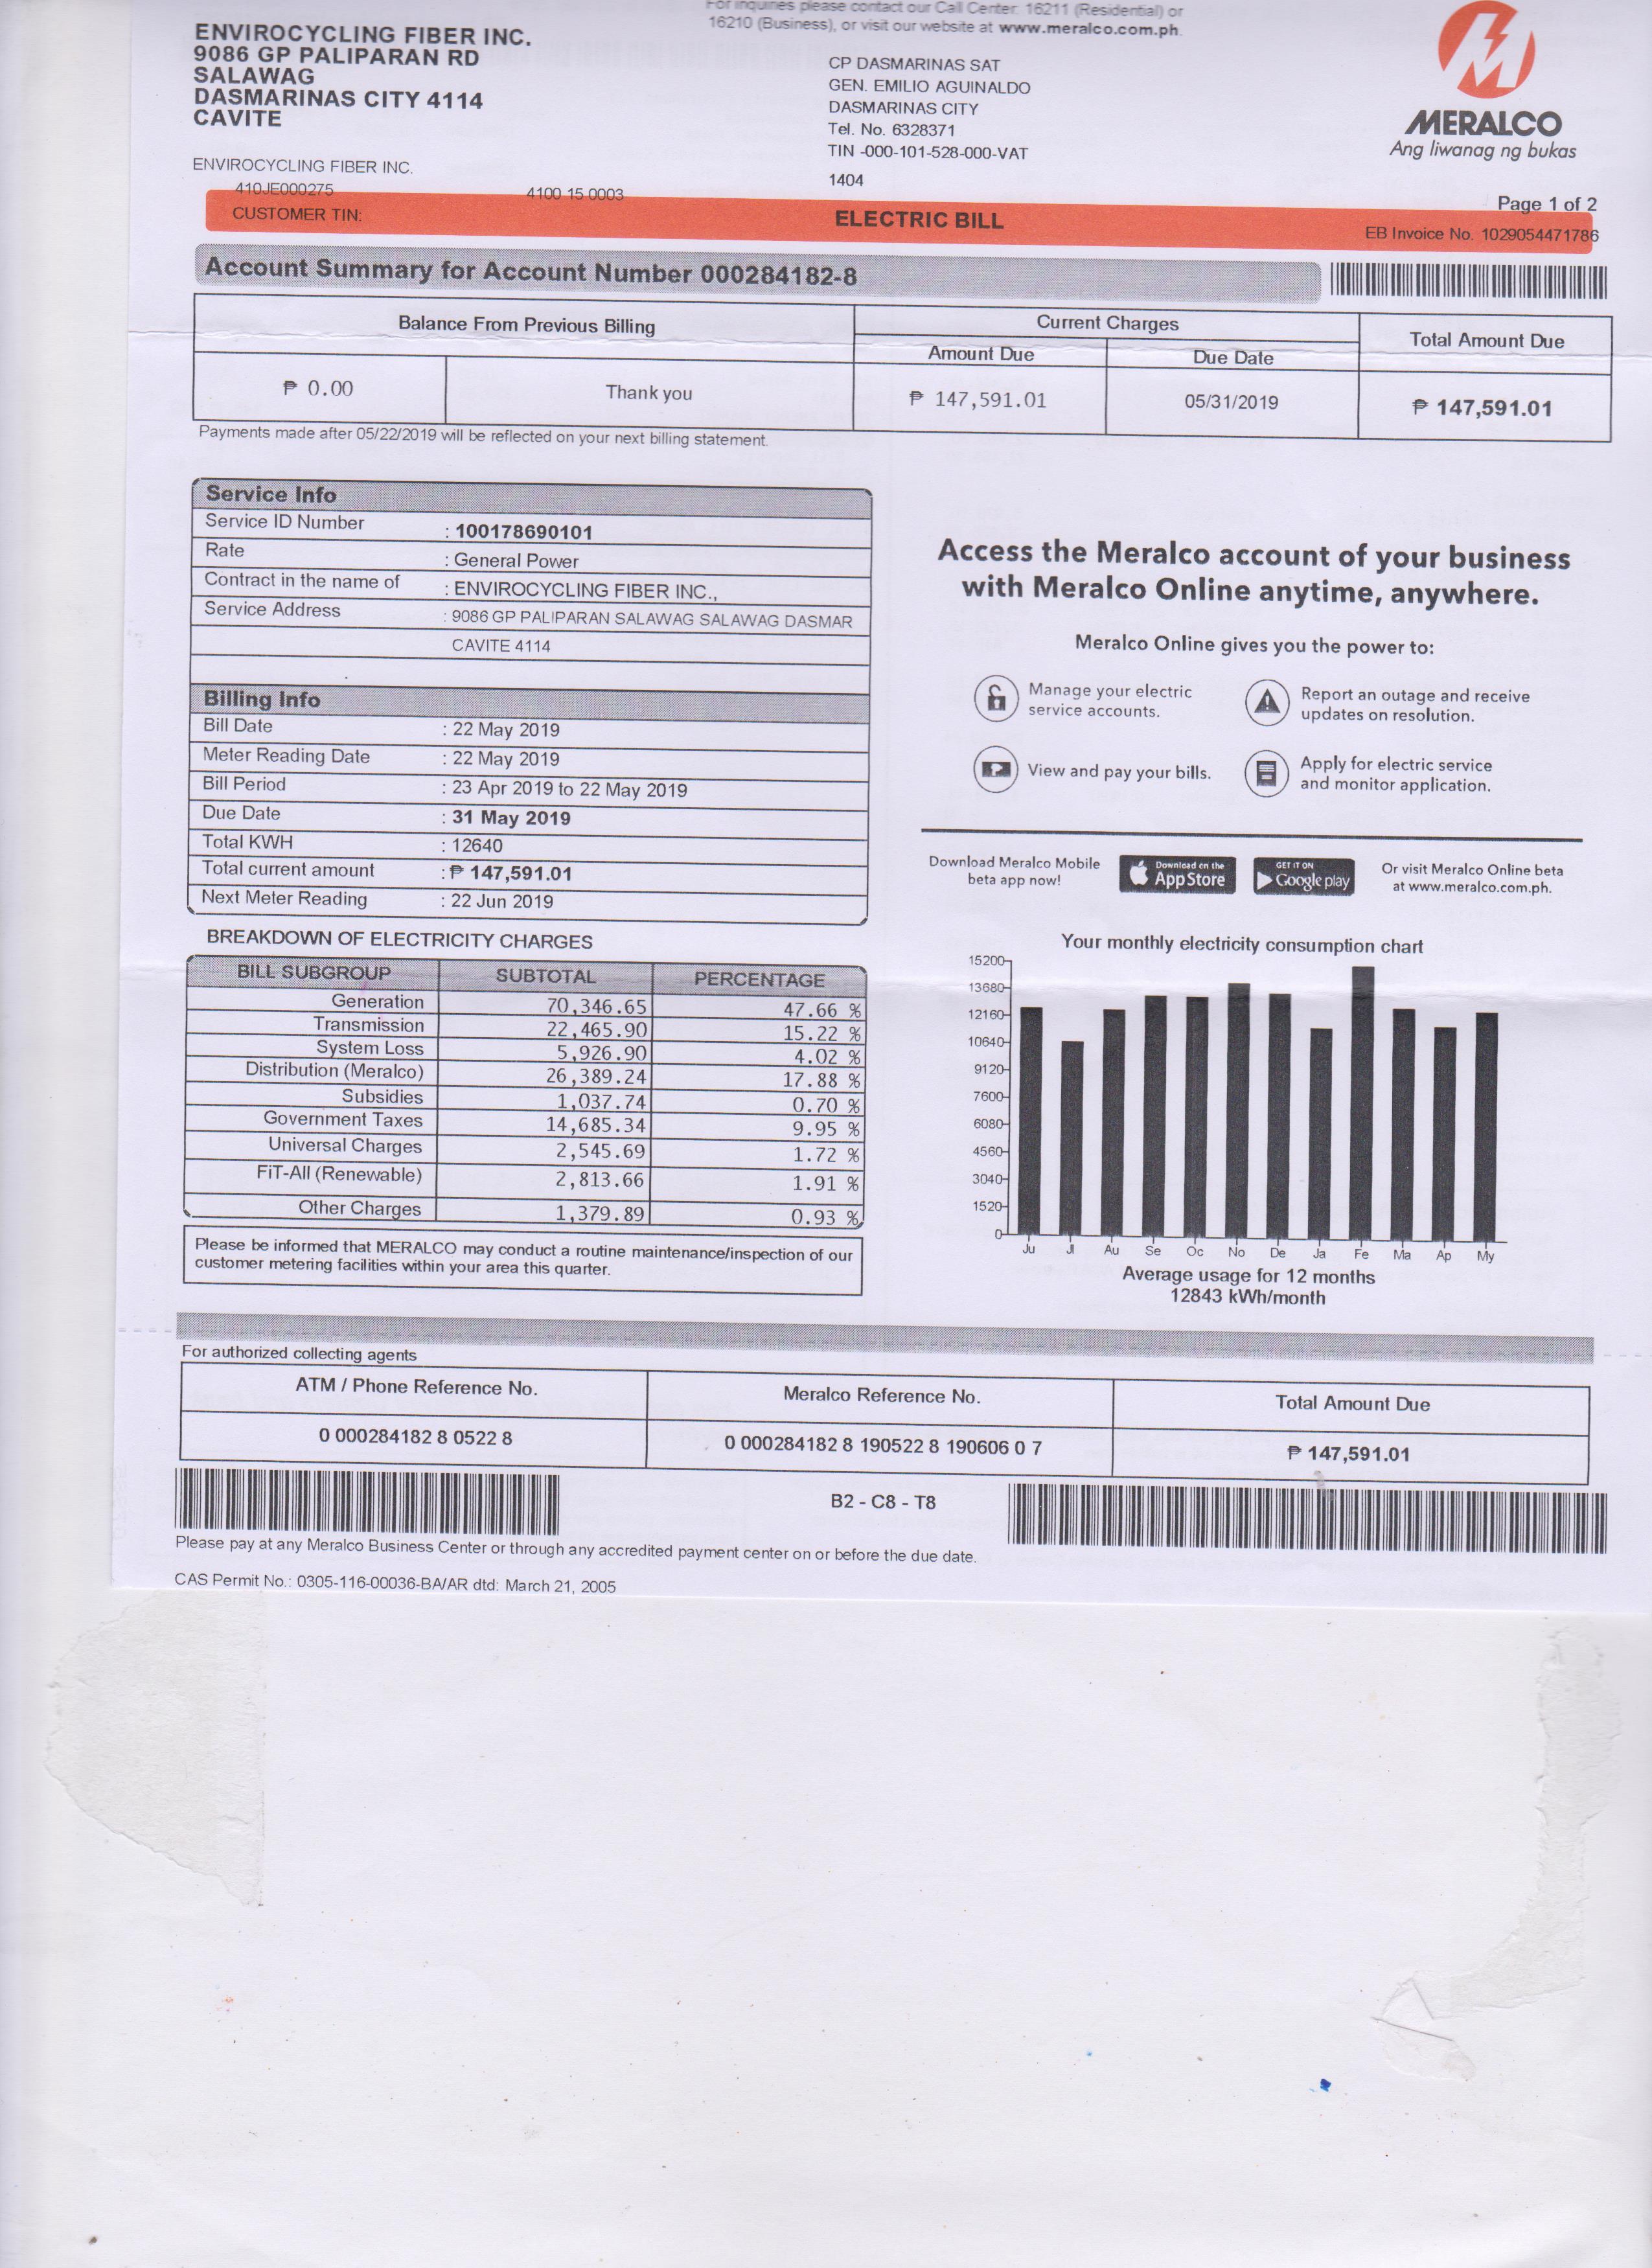 For inquiries please contact our Call Center: 16211 (Residential) or
16210 (Business), or visit our website at www.meralco.com.ph.
ENVIROCYCLING FIBER INC.
9086 GP PALIPARAN RD
SALAWAG
DASMARINAS CITY 4114
CAVITE
CP DASMARINAS SAT
GEN. EMILIO AGUINALDO
DASMARINAS CITY
Tel. No. 6328371
TIN -000-101-528-000-VAT
1404
MERALCO
Ang liwanag ng bukas
ENVIROCYCLING FIBER INC.
410JE000275 4100 15 0003
Page 1 of 2
CUSTOMER TIN: ELECTRIC BILL EB Invoice No. 1029054471786
Account Summary for Account Number 000284182-8
Balance From Previous Billing Current Charges Total Amount Due
Amount Due Due Date
₱ 0.00 Thank you ₱ 147,591.01 05/31/2019 ₱ 147,591.01
Payments made after 05/22/2019 will be reflected on your next billing statement.
Service Info
Service ID Number : 100178690101
Rate : General Power
Contract in the name of : ENVIROCYCLING FIBER INC.,
Service Address : 9086 GP PALIPARAN SALAWAG SALAWAG DASMAR
CAVITE 4114
Billing Info
Bill Date : 22 May 2019
Meter Reading Date : 22 May 2019
Bill Period : 23 Apr 2019 to 22 May 2019
Due Date : 31 May 2019
Total KWH : 12640
Total current amount : ₱ 147,591.01
Next Meter Reading : 22 Jun 2019
Access the Meralco account of your business
with Meralco Online anytime, anywhere.
Meralco Online gives you the power to:
Manage your electric
service accounts.
Report an outage and receive
updates on resolution.
View and pay your bills.
Apply for electric service
and monitor application.
Download Meralco Mobile
beta app now!
Download on the
App Store
GET IT ON
Google play
Or visit Meralco Online beta
at www.meralco.com.ph.
BREAKDOWN OF ELECTRICITY CHARGES
BILL SUBGROUP SUBTOTAL PERCENTAGE
Generation 70,346.65 47.66 %
Transmission 22,465.90 15.22 %
System Loss 5,926.90 4.02 %
Distribution (Meralco) 26,389.24 17.88 %
Subsidies 1,037.74 0.70 %
Government Taxes 14,685.34 9.95 %
Universal Charges 2,545.69 1.72 %
FiT-All (Renewable) 2,813.66 1.91 %
Other Charges 1,379.89 0.93 %
Please be informed that MERALCO may conduct a routine maintenance/inspection of our
customer metering facilities within your area this quarter.
Your monthly electricity consumption chart
15200
13680
12160
10640
9120
7600
6080
4560
3040
1520
0
Ju Jl Au Se Oc No De Ja Fe Ma Ap My
Average usage for 12 months
12843 kWh/month
For authorized collecting agents
ATM / Phone Reference No. Meralco Reference No. Total Amount Due
0 000284182 8 0522 8 0 000284182 8 190522 8 190606 0 7 ₱ 147,591.01
B2 - C8 - T8
Please pay at any Meralco Business Center or through any accredited payment center on or before the due date.
CAS Permit No.: 0305-116-00036-BA/AR dtd: March 21, 2005